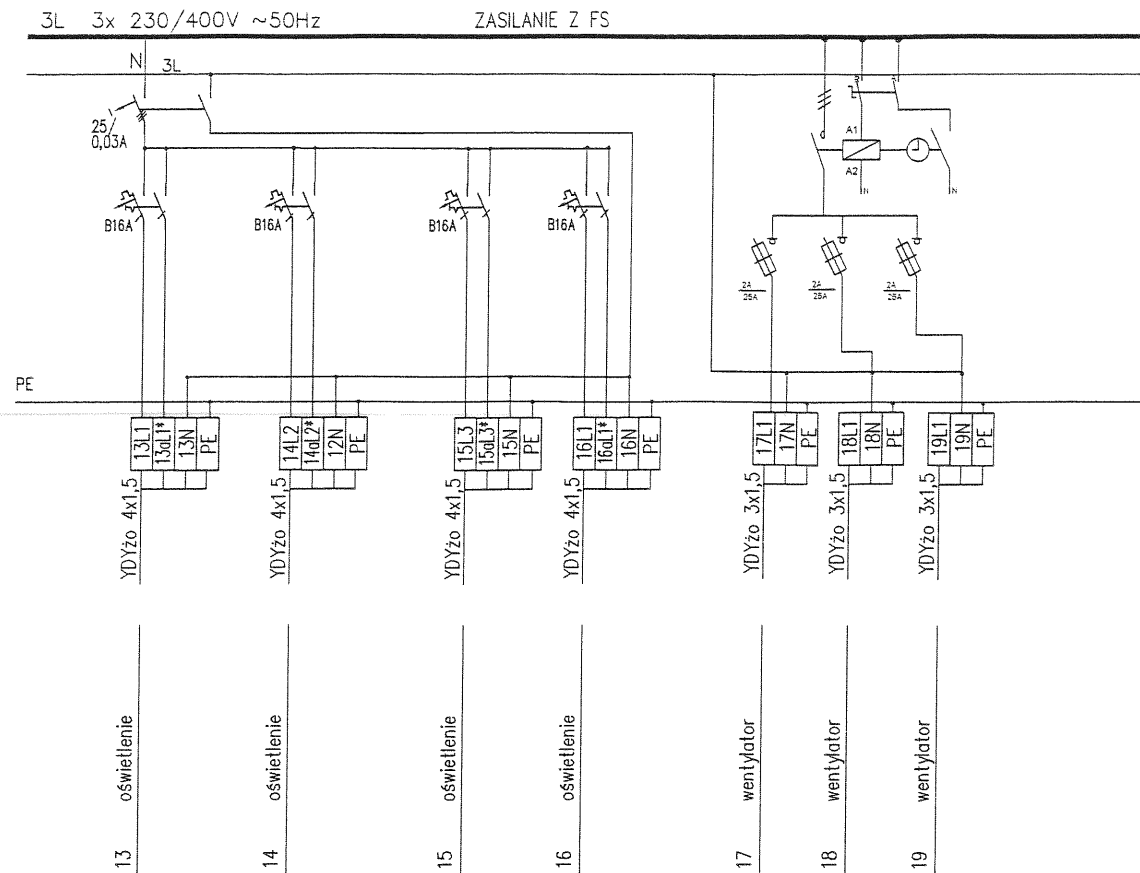 3L 3x 230/400V ~50Hz ZASILANIE Z FS
N 3L
25/
0,03A
A1
A2
N
N
B16A
B16A
B16A
B16A
2A
25A
2A
25A
2A
25A
PE
13L1
13aL1*
13N
PE
14L2
14aL2*
12N
PE
15L3
15aL3*
15N
PE
16L1
16aL1*
16N
PE
17L1
17N
PE
18L1
18N
PE
19L1
19N
PE
YDYżo 4x1,5
YDYżo 4x1,5
YDYżo 4x1,5
YDYżo 4x1,5
YDYżo 3x1,5
YDYżo 3x1,5
YDYżo 3x1,5
oświetlenie
oświetlenie
oświetlenie
oświetlenie
wentylator
wentylator
wentylator
13
14
15
16
17
18
19